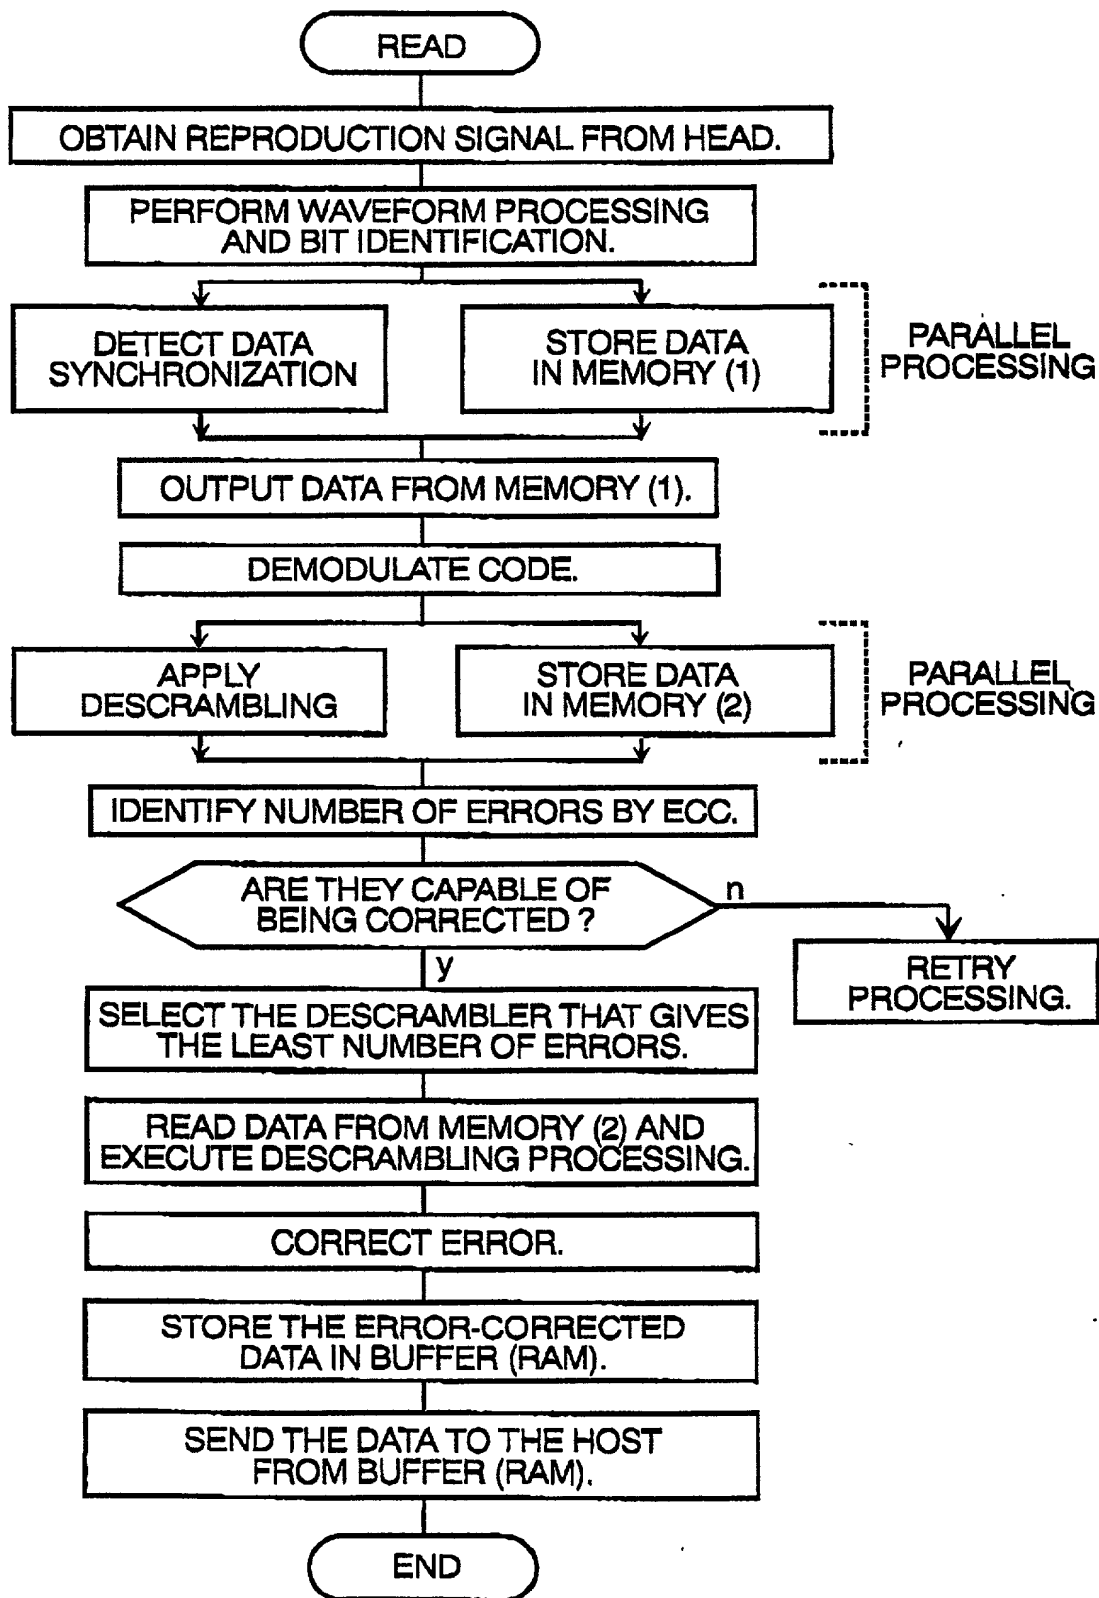 READ
OBTAIN REPRODUCTION SIGNAL FROM HEAD.
PERFORM WAVEFORM PROCESSING
AND BIT IDENTIFICATION.
DETECT DATA
SYNCHRONIZATION
STORE DATA
IN MEMORY (1)
PARALLEL
PROCESSING
OUTPUT DATA FROM MEMORY (1).
DEMODULATE CODE.
APPLY
DESCRAMBLING
STORE DATA
IN MEMORY (2)
PARALLEL
PROCESSING
IDENTIFY NUMBER OF ERRORS BY ECC.
ARE THEY CAPABLE OF
BEING CORRECTED ?
n
y
RETRY
PROCESSING.
SELECT THE DESCRAMBLER THAT GIVES
THE LEAST NUMBER OF ERRORS.
READ DATA FROM MEMORY (2) AND
EXECUTE DESCRAMBLING PROCESSING.
CORRECT ERROR.
STORE THE ERROR-CORRECTED
DATA IN BUFFER (RAM).
SEND THE DATA TO THE HOST
FROM BUFFER (RAM).
END